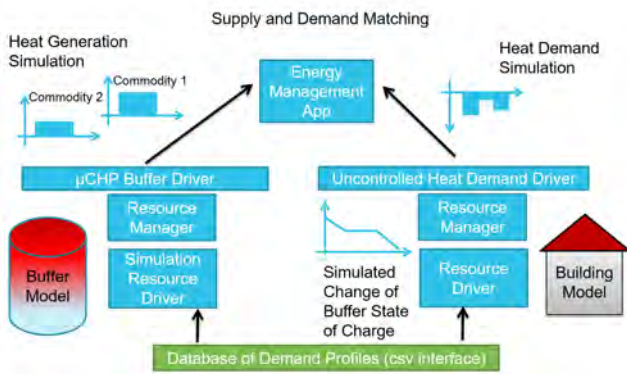 Supply and Demand Matching
Heat Generation
Simulation
Commodity 1
Commodity 2
Energy
Management
App
Heat Demand
Simulation
µCHP Buffer Driver
Uncontrolled Heat Demand Driver
Resource
Manager
Resource
Manager
Buffer
Model
Simulation
Resource
Driver
Simulated
Change of
Buffer State
of Charge
Resource
Driver
Building
Model
Database of Demand Profiles (csv interface)